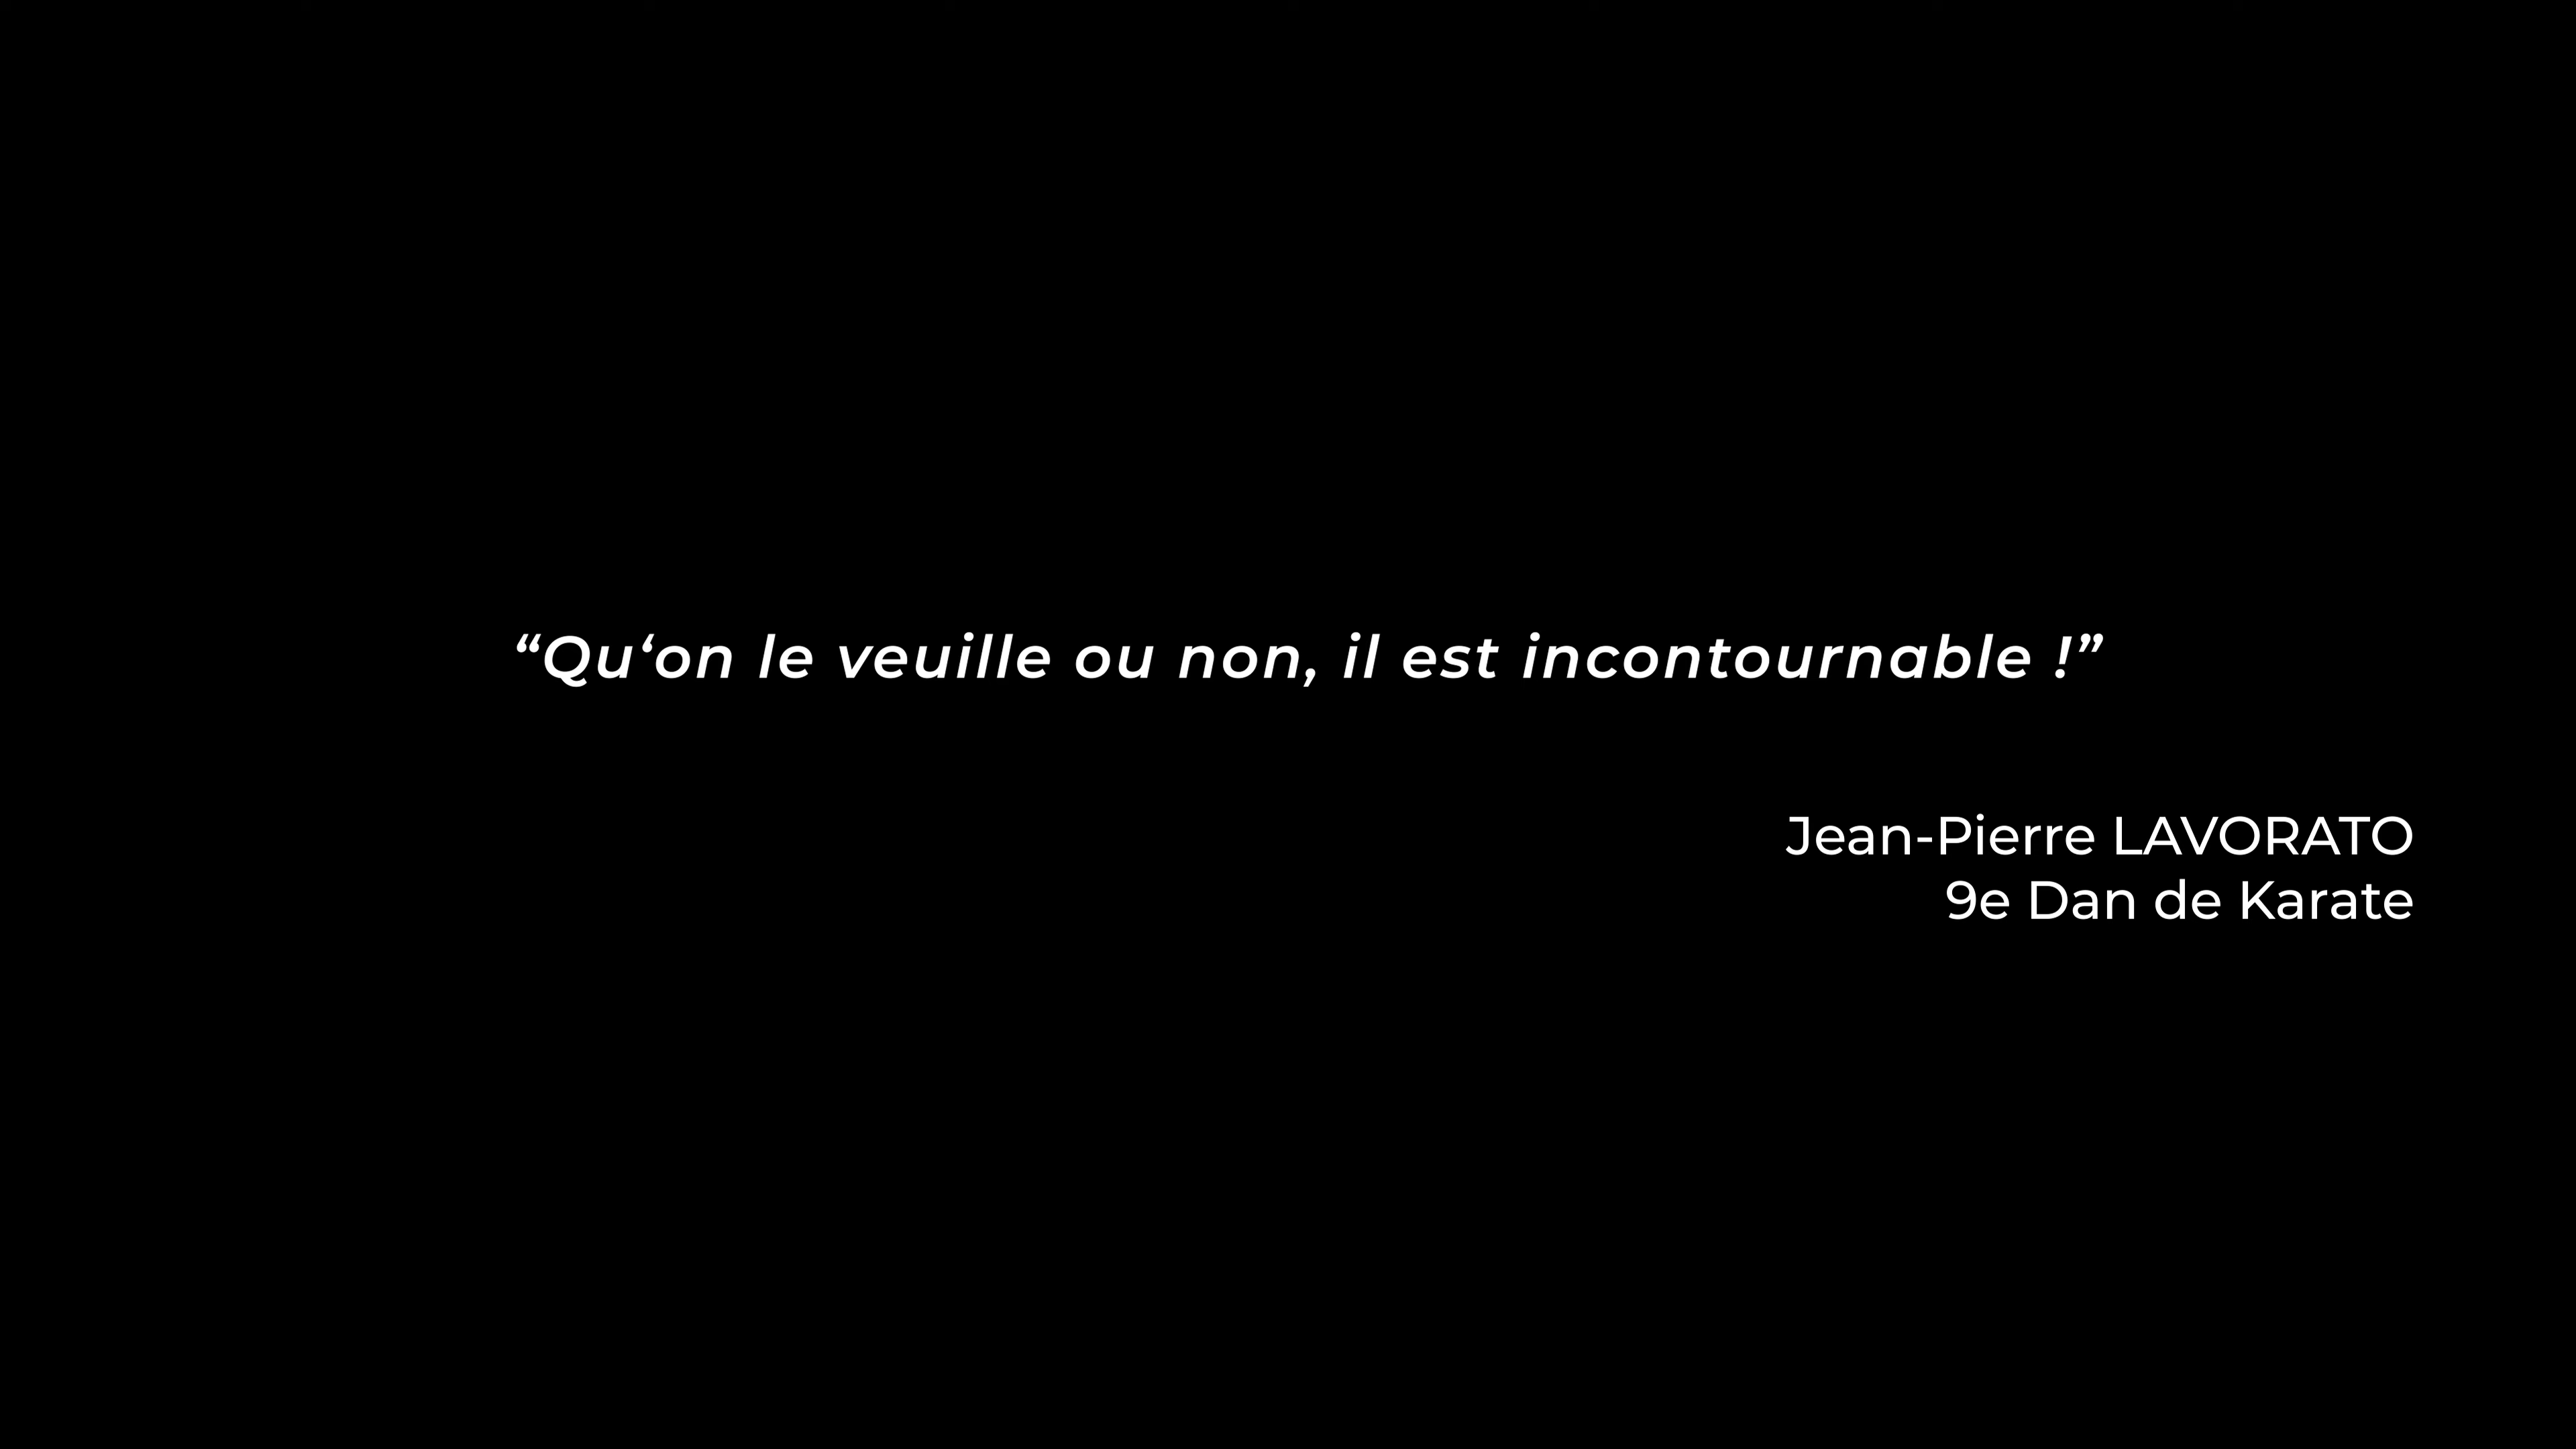 “Qu‘on le veuille ou non, il est incontournable !”
Jean-Pierre LAVORATO
9e Dan de Karate